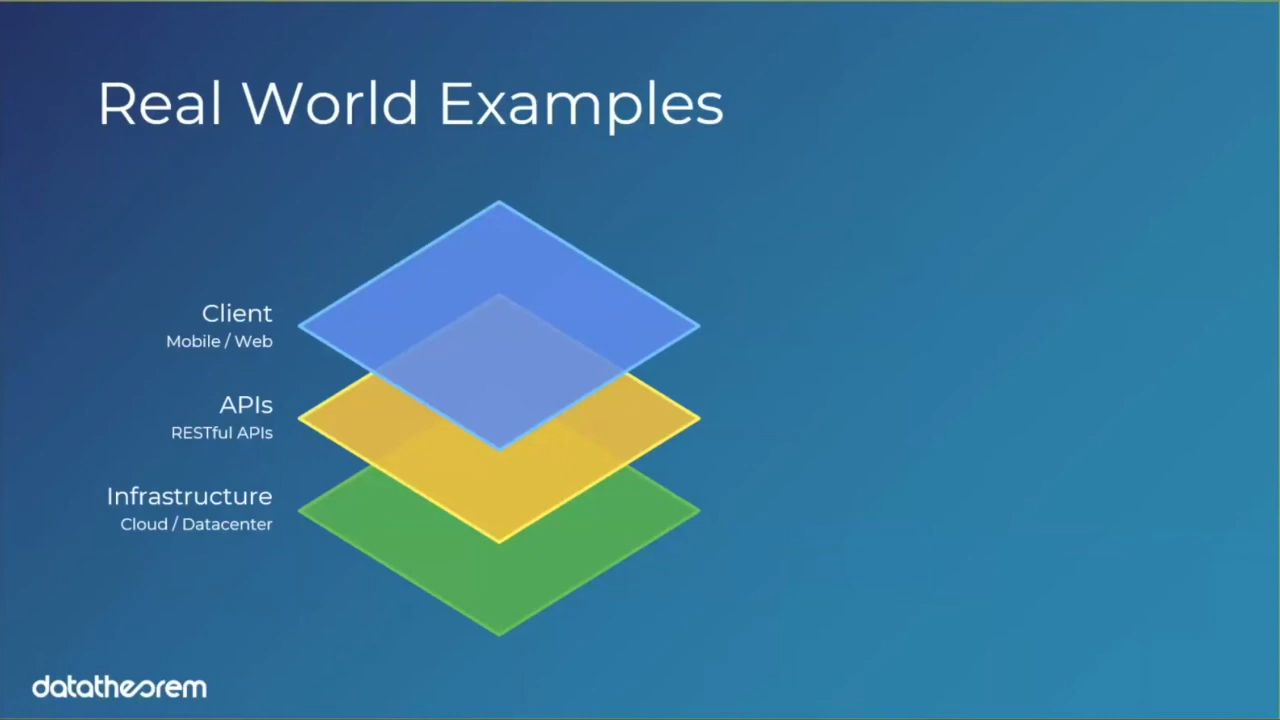 Real World Examples
Client
Mobile / Web
APIs
RESTful APIs
Infrastructure
Cloud / Datacenter
datatheorem